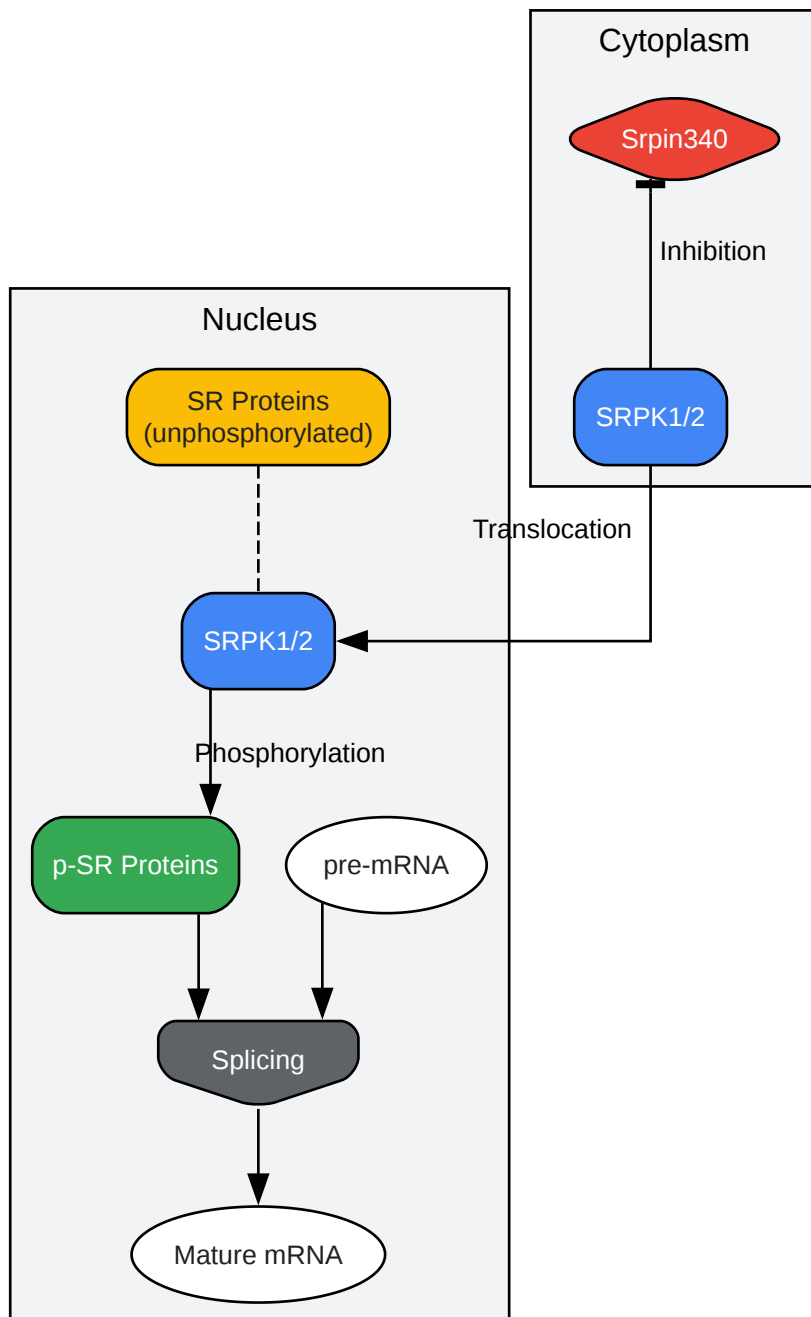 Cytoplasm
Srpin340
Inhibition
SRPK1/2
Translocation
Nucleus
SR Proteins
(unphosphorylated)
SRPK1/2
Phosphorylation
p-SR Proteins
pre-mRNA
Splicing
Mature mRNA